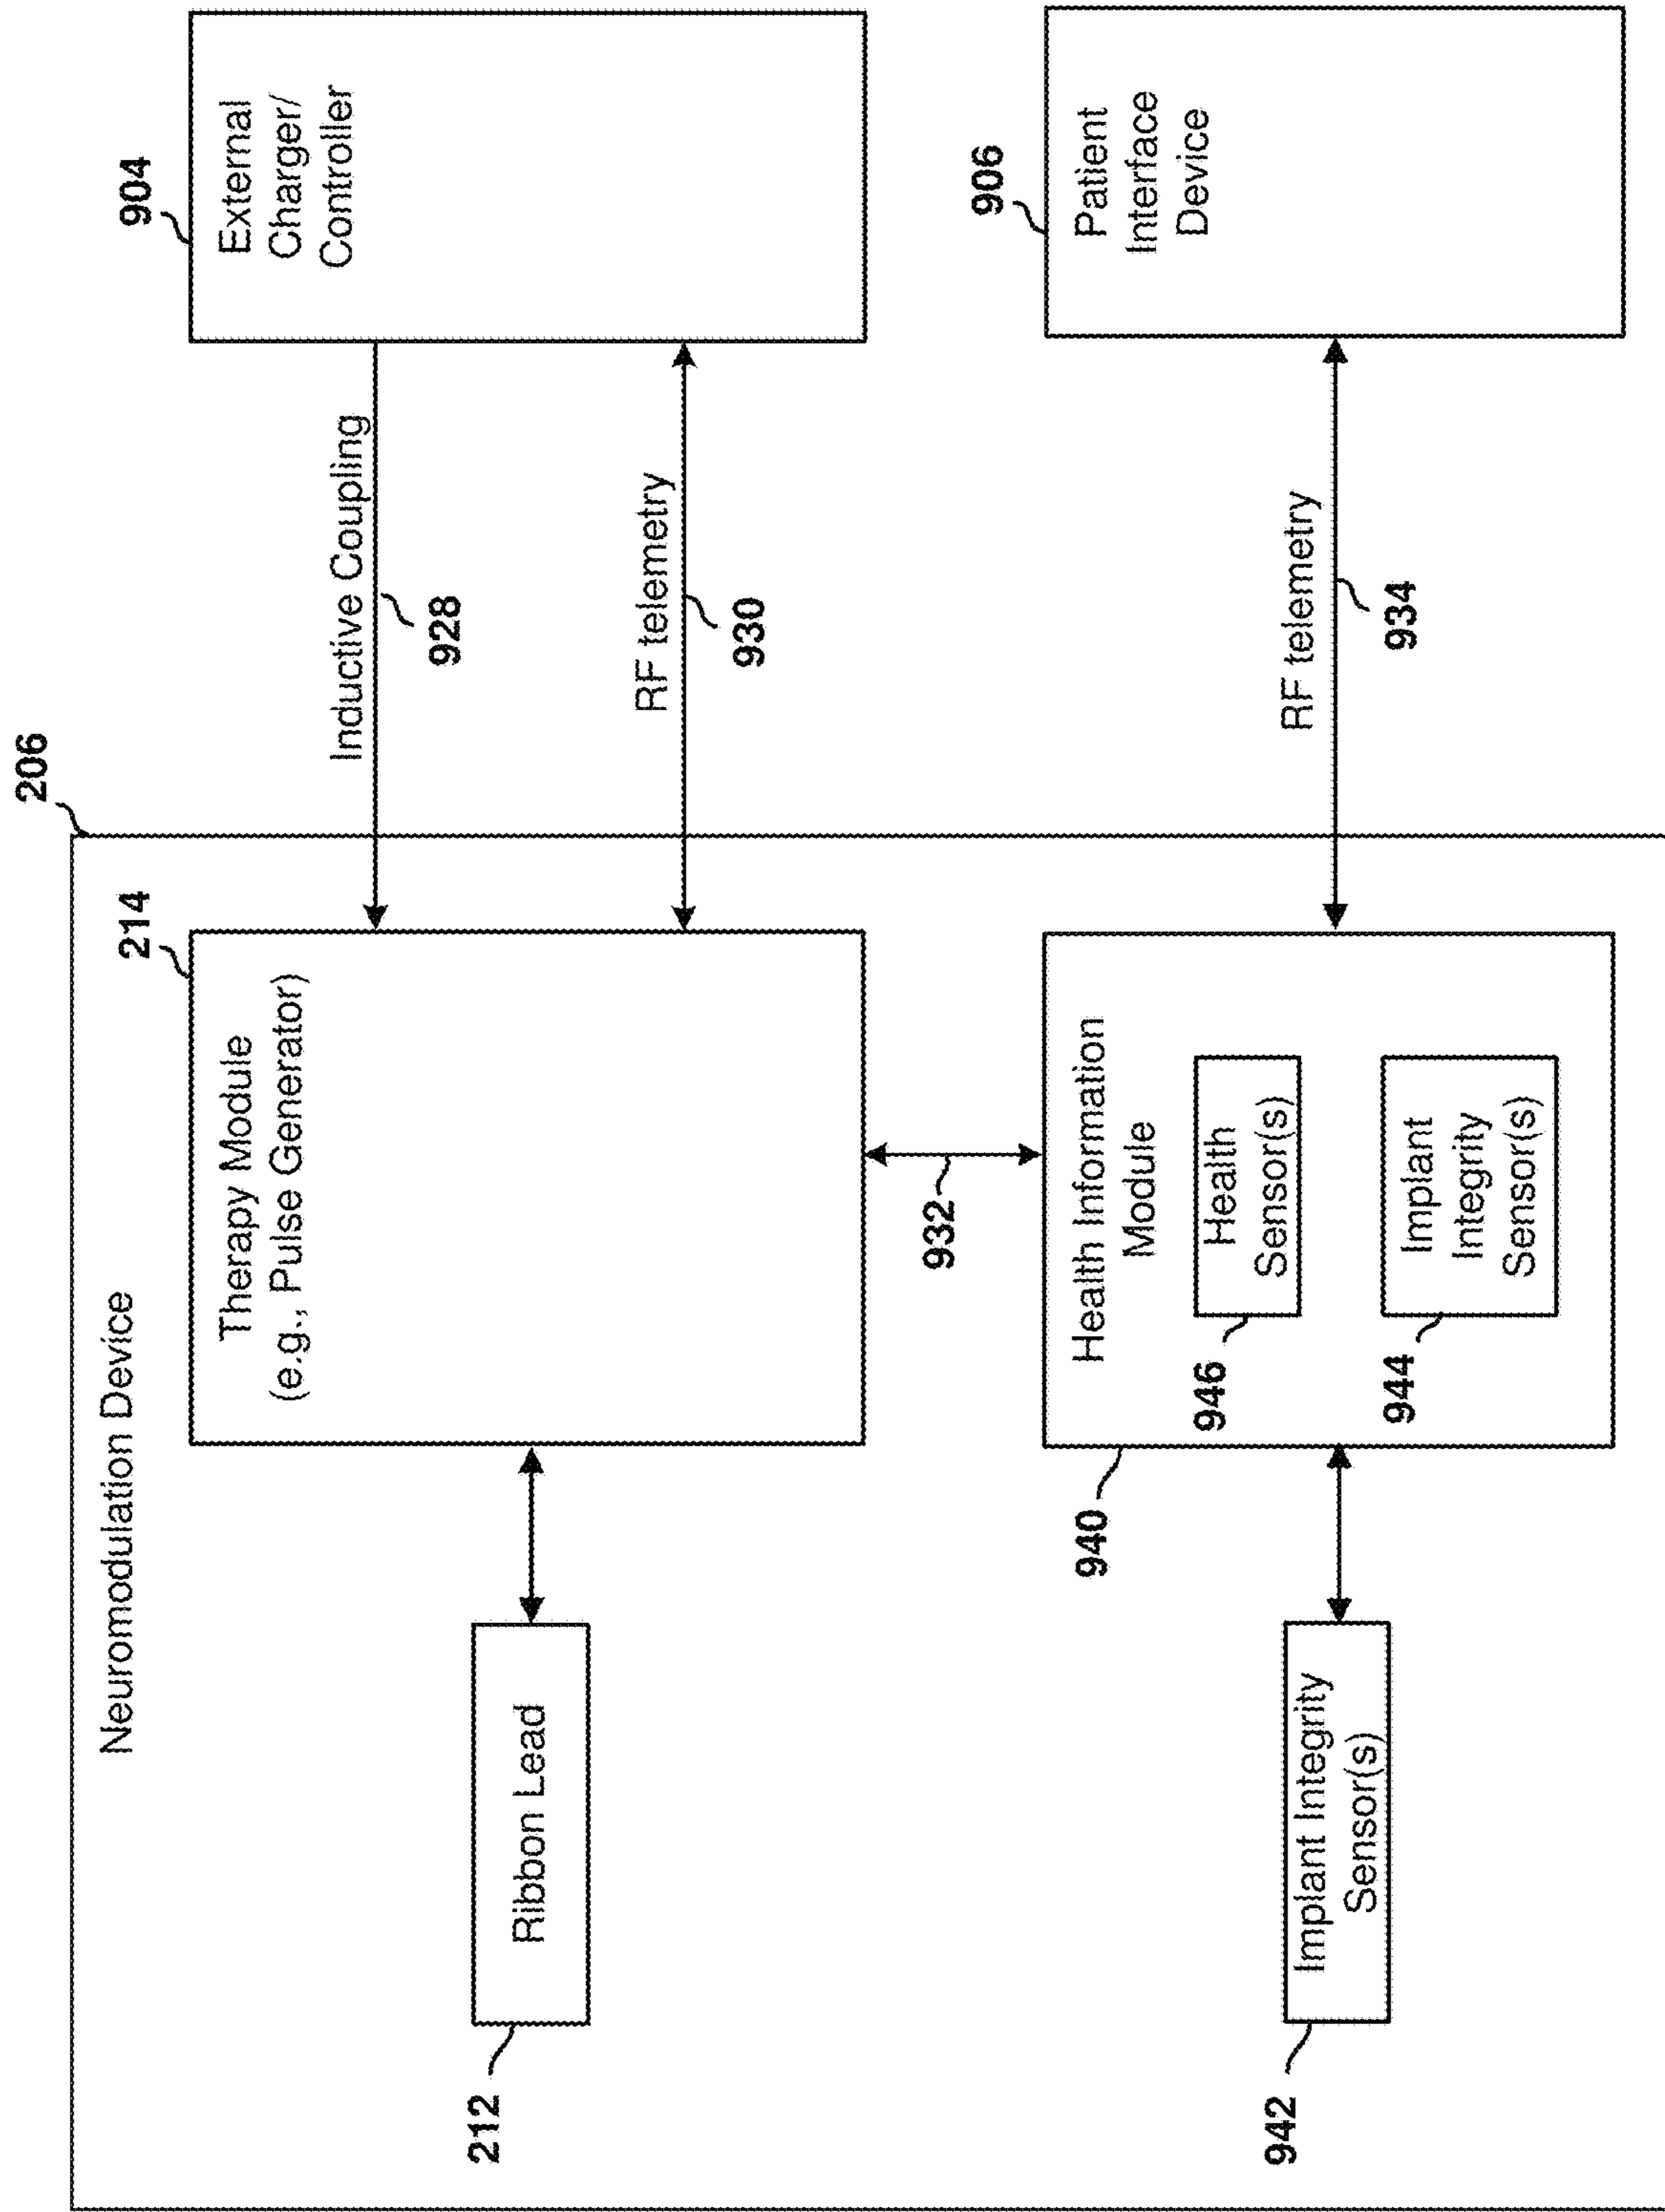 206
Neuromodulation Device
212
Ribbon Lead
214
Therapy Module
(e.g., Pulse Generator)
Inductive Coupling
928
RF telemetry
930
904
External
Charger/
Controller
932
942
Implant Integrity
Sensor(s)
940
Health Information
Module
946
Health
Sensor(s)
944
Implant
Integrity
Sensor(s)
RF telemetry
934
906
Patient
Interface
Device